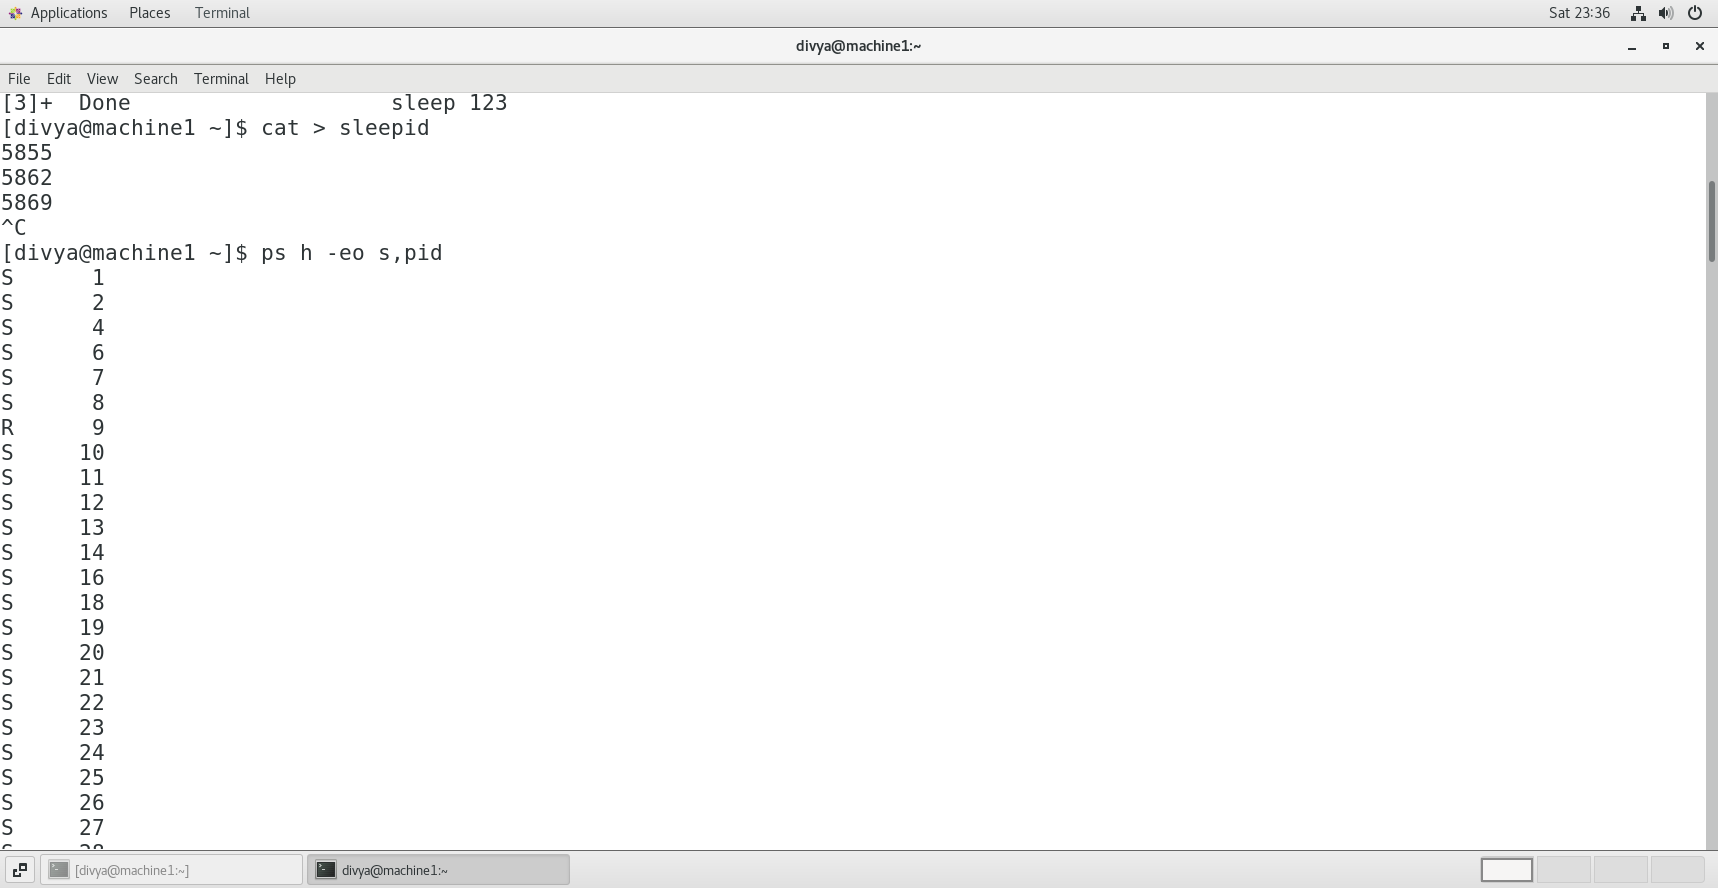 Applications Places Terminal Sat 23:36
divya@machine1:~
File Edit View Search Terminal Help
[3]+  Done                    sleep 123
[divya@machine1 ~]$ cat > sleepid
5855
5862
5869
^C
[divya@machine1 ~]$ ps h -eo s,pid
S      1
S      2
S      4
S      6
S      7
S      8
R      9
S     10
S     11
S     12
S     13
S     14
S     16
S     18
S     19
S     20
S     21
S     22
S     23
S     24
S     25
S     26
S     27
S     28
[divya@machine1:~] divya@machine1:~